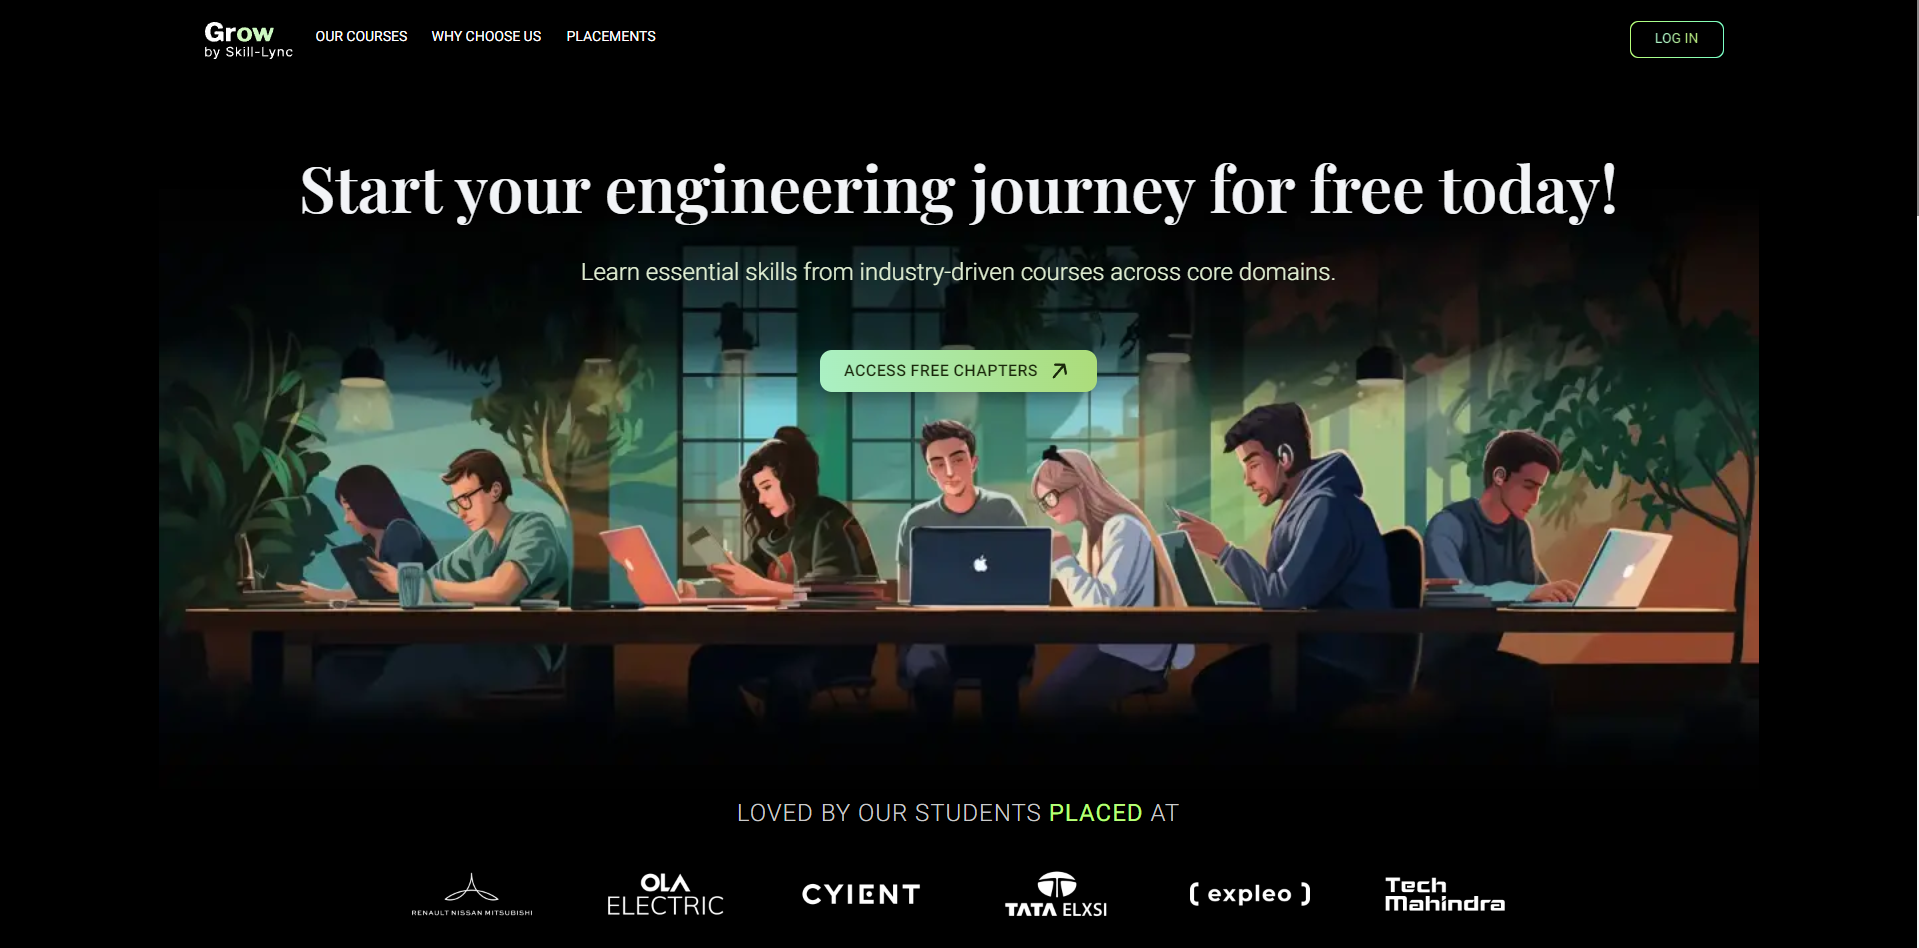 Grow
by Skill-Lync
OUR COURSES
WHY CHOOSE US
PLACEMENTS
LOG IN
Start your engineering journey for free today!
Learn essential skills from industry-driven courses across core domains.
ACCESS FREE CHAPTERS
LOVED BY OUR STUDENTS PLACED AT
RENAULT NISSAN MITSUBISHI
OLA
ELECTRIC
CYIENT
TATA ELXSI
( expleo )
Tech
Mahindra